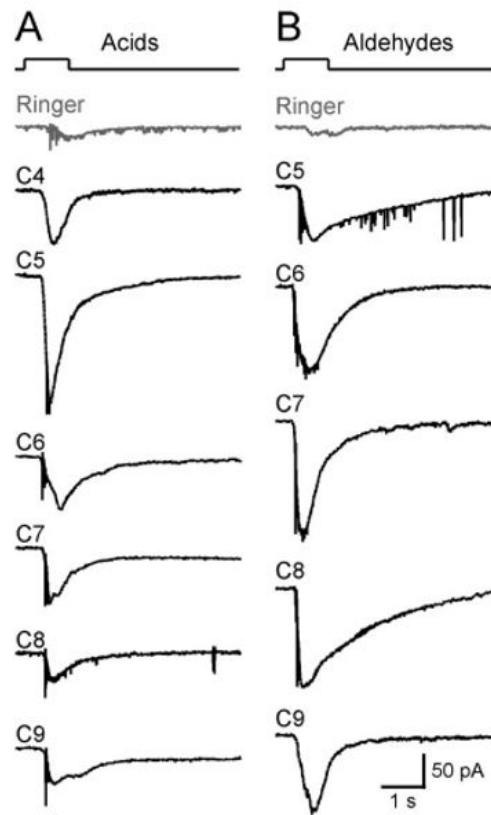 A
Acids
Ringer
C4
C5
C6
C7
C8
C9
B
Aldehydes
Ringer
C5
C6
C7
C8
C9
50 pA
1 s